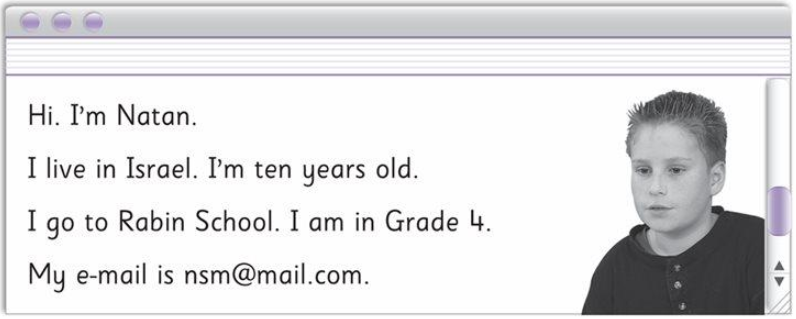 Hi. I'm Natan.
I live in Israel. I'm ten years old.
I go to Rabin School. I am in Grade 4.
My e-mail is nsm@mail.com.